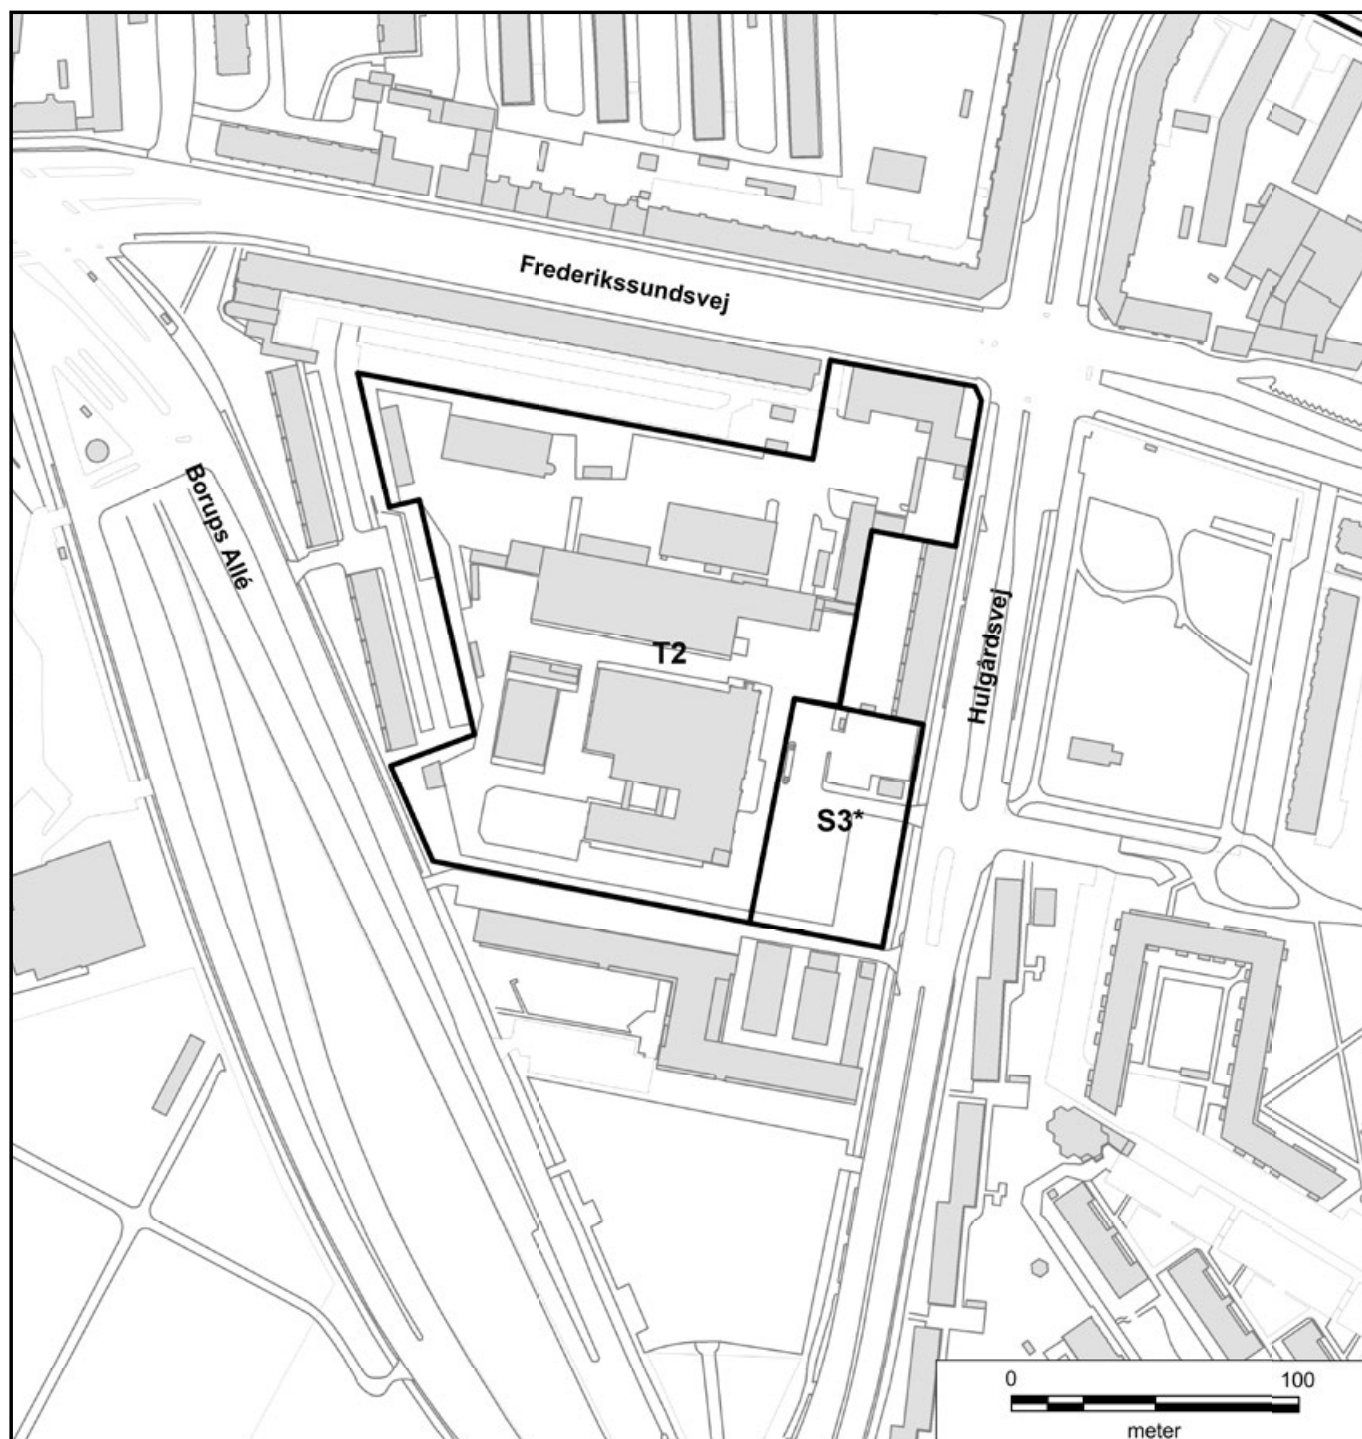 Frederikssundsvej
Borups Allé
Hulgårdsvej
T2
S3*
0 100
meter